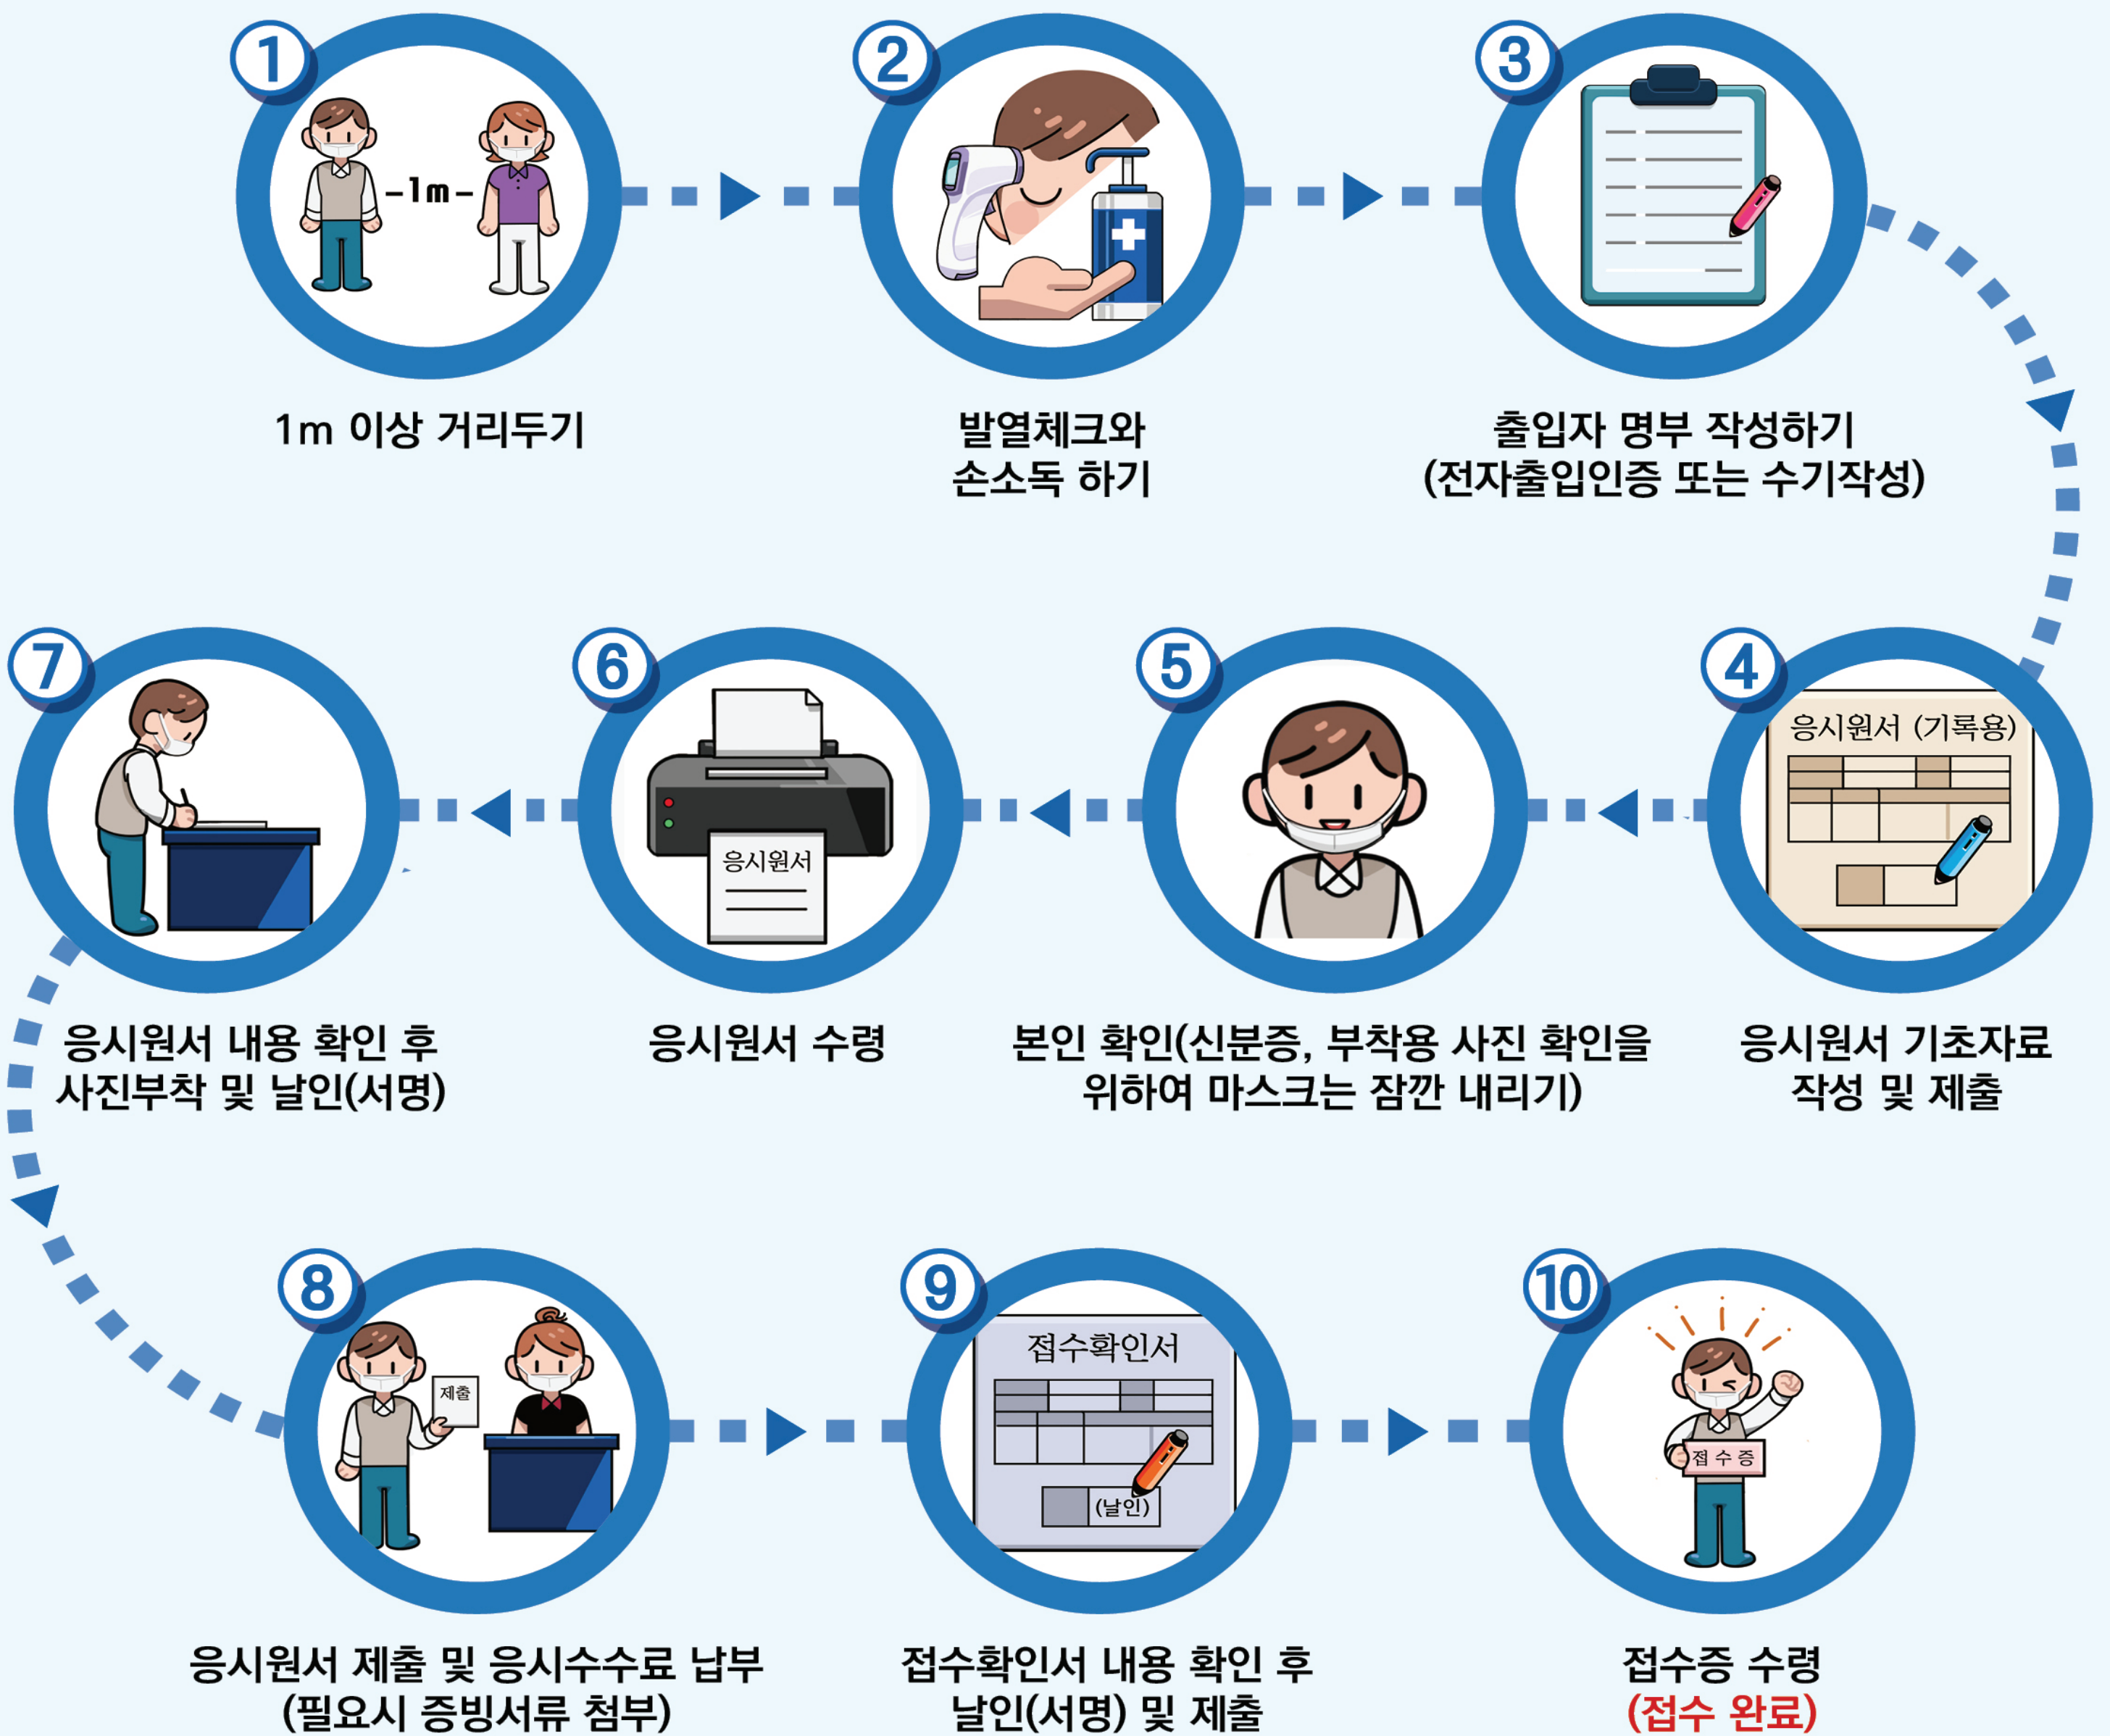 1
-1m-
1m 이상 거리두기
2
발열체크와
손소독 하기
3
출입자 명부 작성하기
(전자출입인증 또는 수기작성)
4
응시원서 (기록용)
응시원서 기초자료
작성 및 제출
5
본인 확인(신분증, 부착용 사진 확인을
위하여 마스크는 잠깐 내리기)
6
응시원서
응시원서 수령
7
응시원서 내용 확인 후
사진부착 및 날인(서명)
8
제출
응시원서 제출 및 응시수수료 납부
(필요시 증빙서류 첨부)
9
접수확인서
(날인)
접수확인서 내용 확인 후
날인(서명) 및 제출
10
접수증
접수증 수령
(접수 완료)